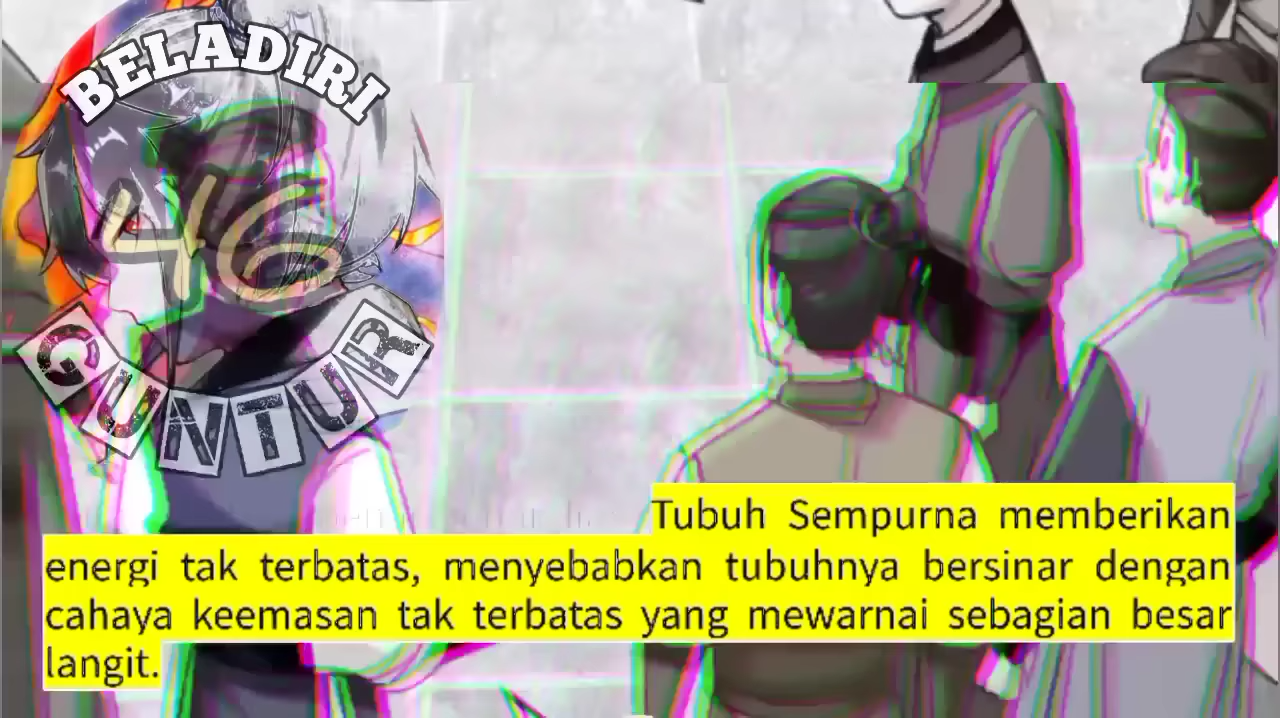 BELADIRI
46
GUNTUR
Tubuh Sempurna memberikan
energi tak terbatas, menyebabkan tubuhnya bersinar dengan
cahaya keemasan tak terbatas yang mewarnai sebagian besar
langit.